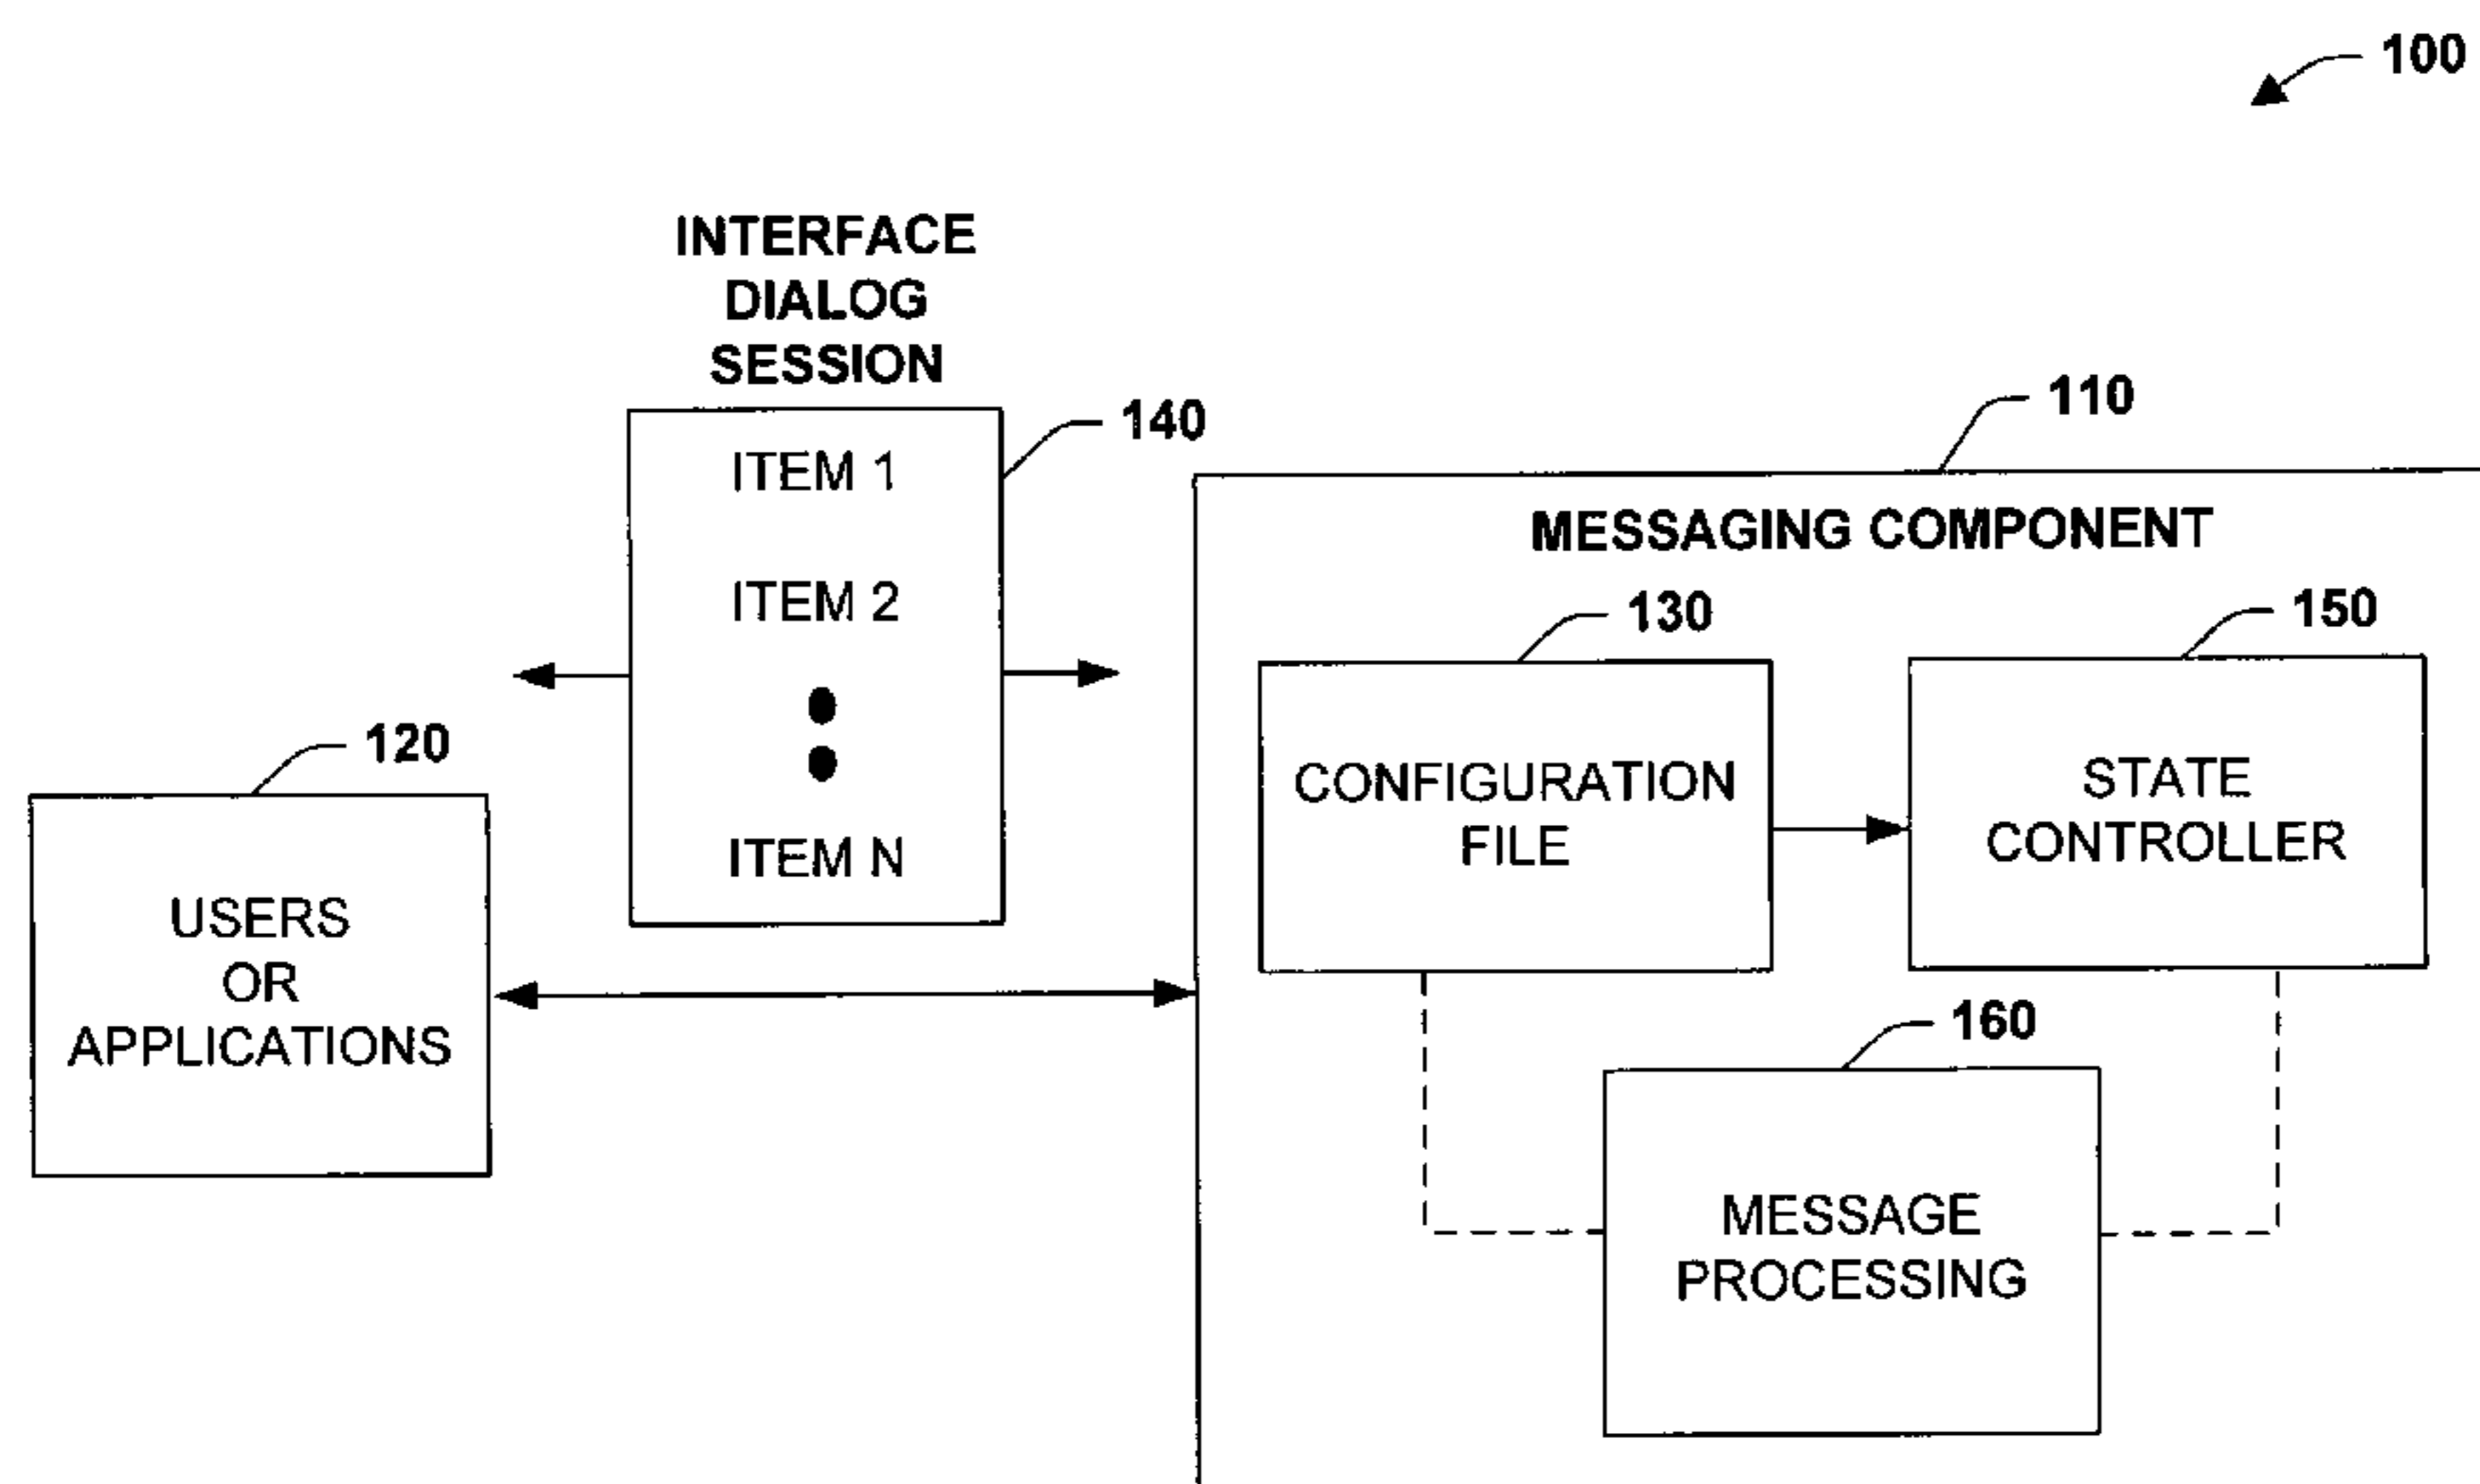 100
INTERFACE
DIALOG
SESSION
140
ITEM 1
ITEM 2
ITEM N
110
MESSAGING COMPONENT
130
CONFIGURATION
FILE
150
STATE
CONTROLLER
120
USERS
OR
APPLICATIONS
160
MESSAGE
PROCESSING